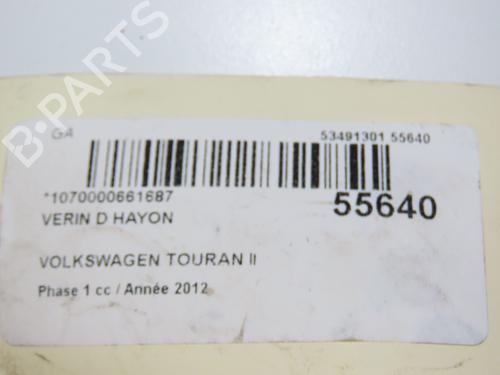 B-PARTS
GA
53491301 55640
*1070000661687
VERIN D HAYON
55640
VOLKSWAGEN TOURAN II
Phase 1 cc / Année 2012